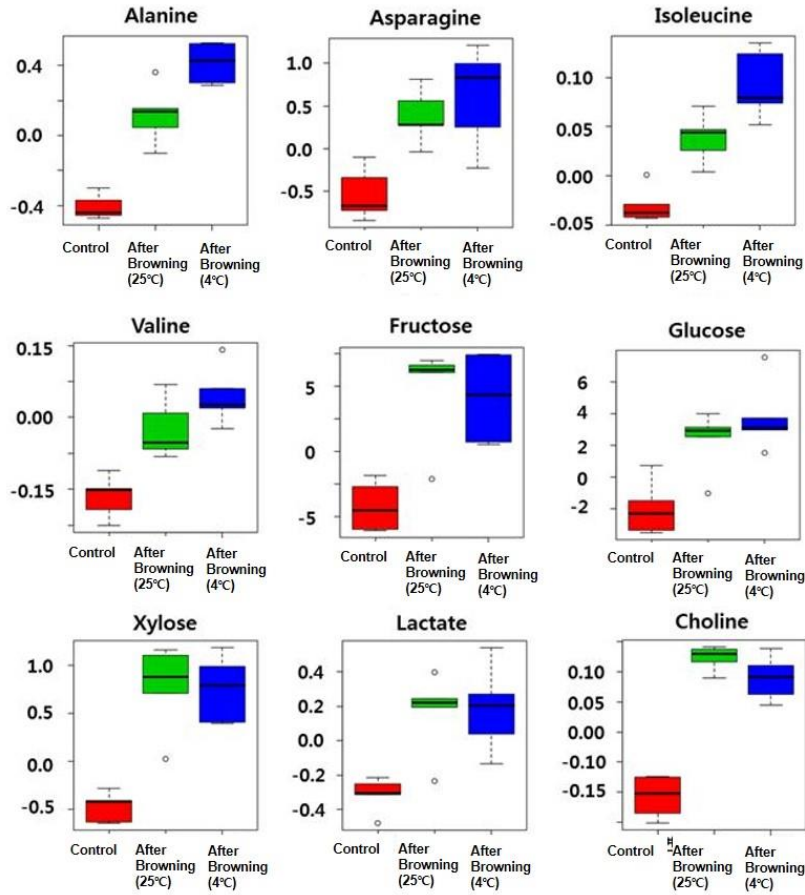 Alanine
0.4
0.0
-0.4
Control
After
Browning
(25℃)
After
Browning
(4℃)
Asparagine
1.0
0.5
0.0
-0.5
Control
After
Browning
(25℃)
After
Browning
(4℃)
Isoleucine
0.10
0.05
0.00
-0.05
Control
After
Browning
(25℃)
After
Browning
(4℃)
Valine
0.15
0.00
-0.15
Control
After
Browning
(25℃)
After
Browning
(4℃)
Fructose
5
0
-5
Control
After
Browning
(25℃)
After
Browning
(4℃)
Glucose
6
4
2
0
-2
Control
After
Browning
(25℃)
After
Browning
(4℃)
Xylose
1.0
0.5
0.0
-0.5
Control
After
Browning
(25℃)
After
Browning
(4℃)
Lactate
0.4
0.2
0.0
-0.2
-0.4
Control
After
Browning
(25℃)
After
Browning
(4℃)
Choline
0.10
0.05
0.00
-0.10
-0.15
Control
After
Browning
(25℃)
After
Browning
(4℃)